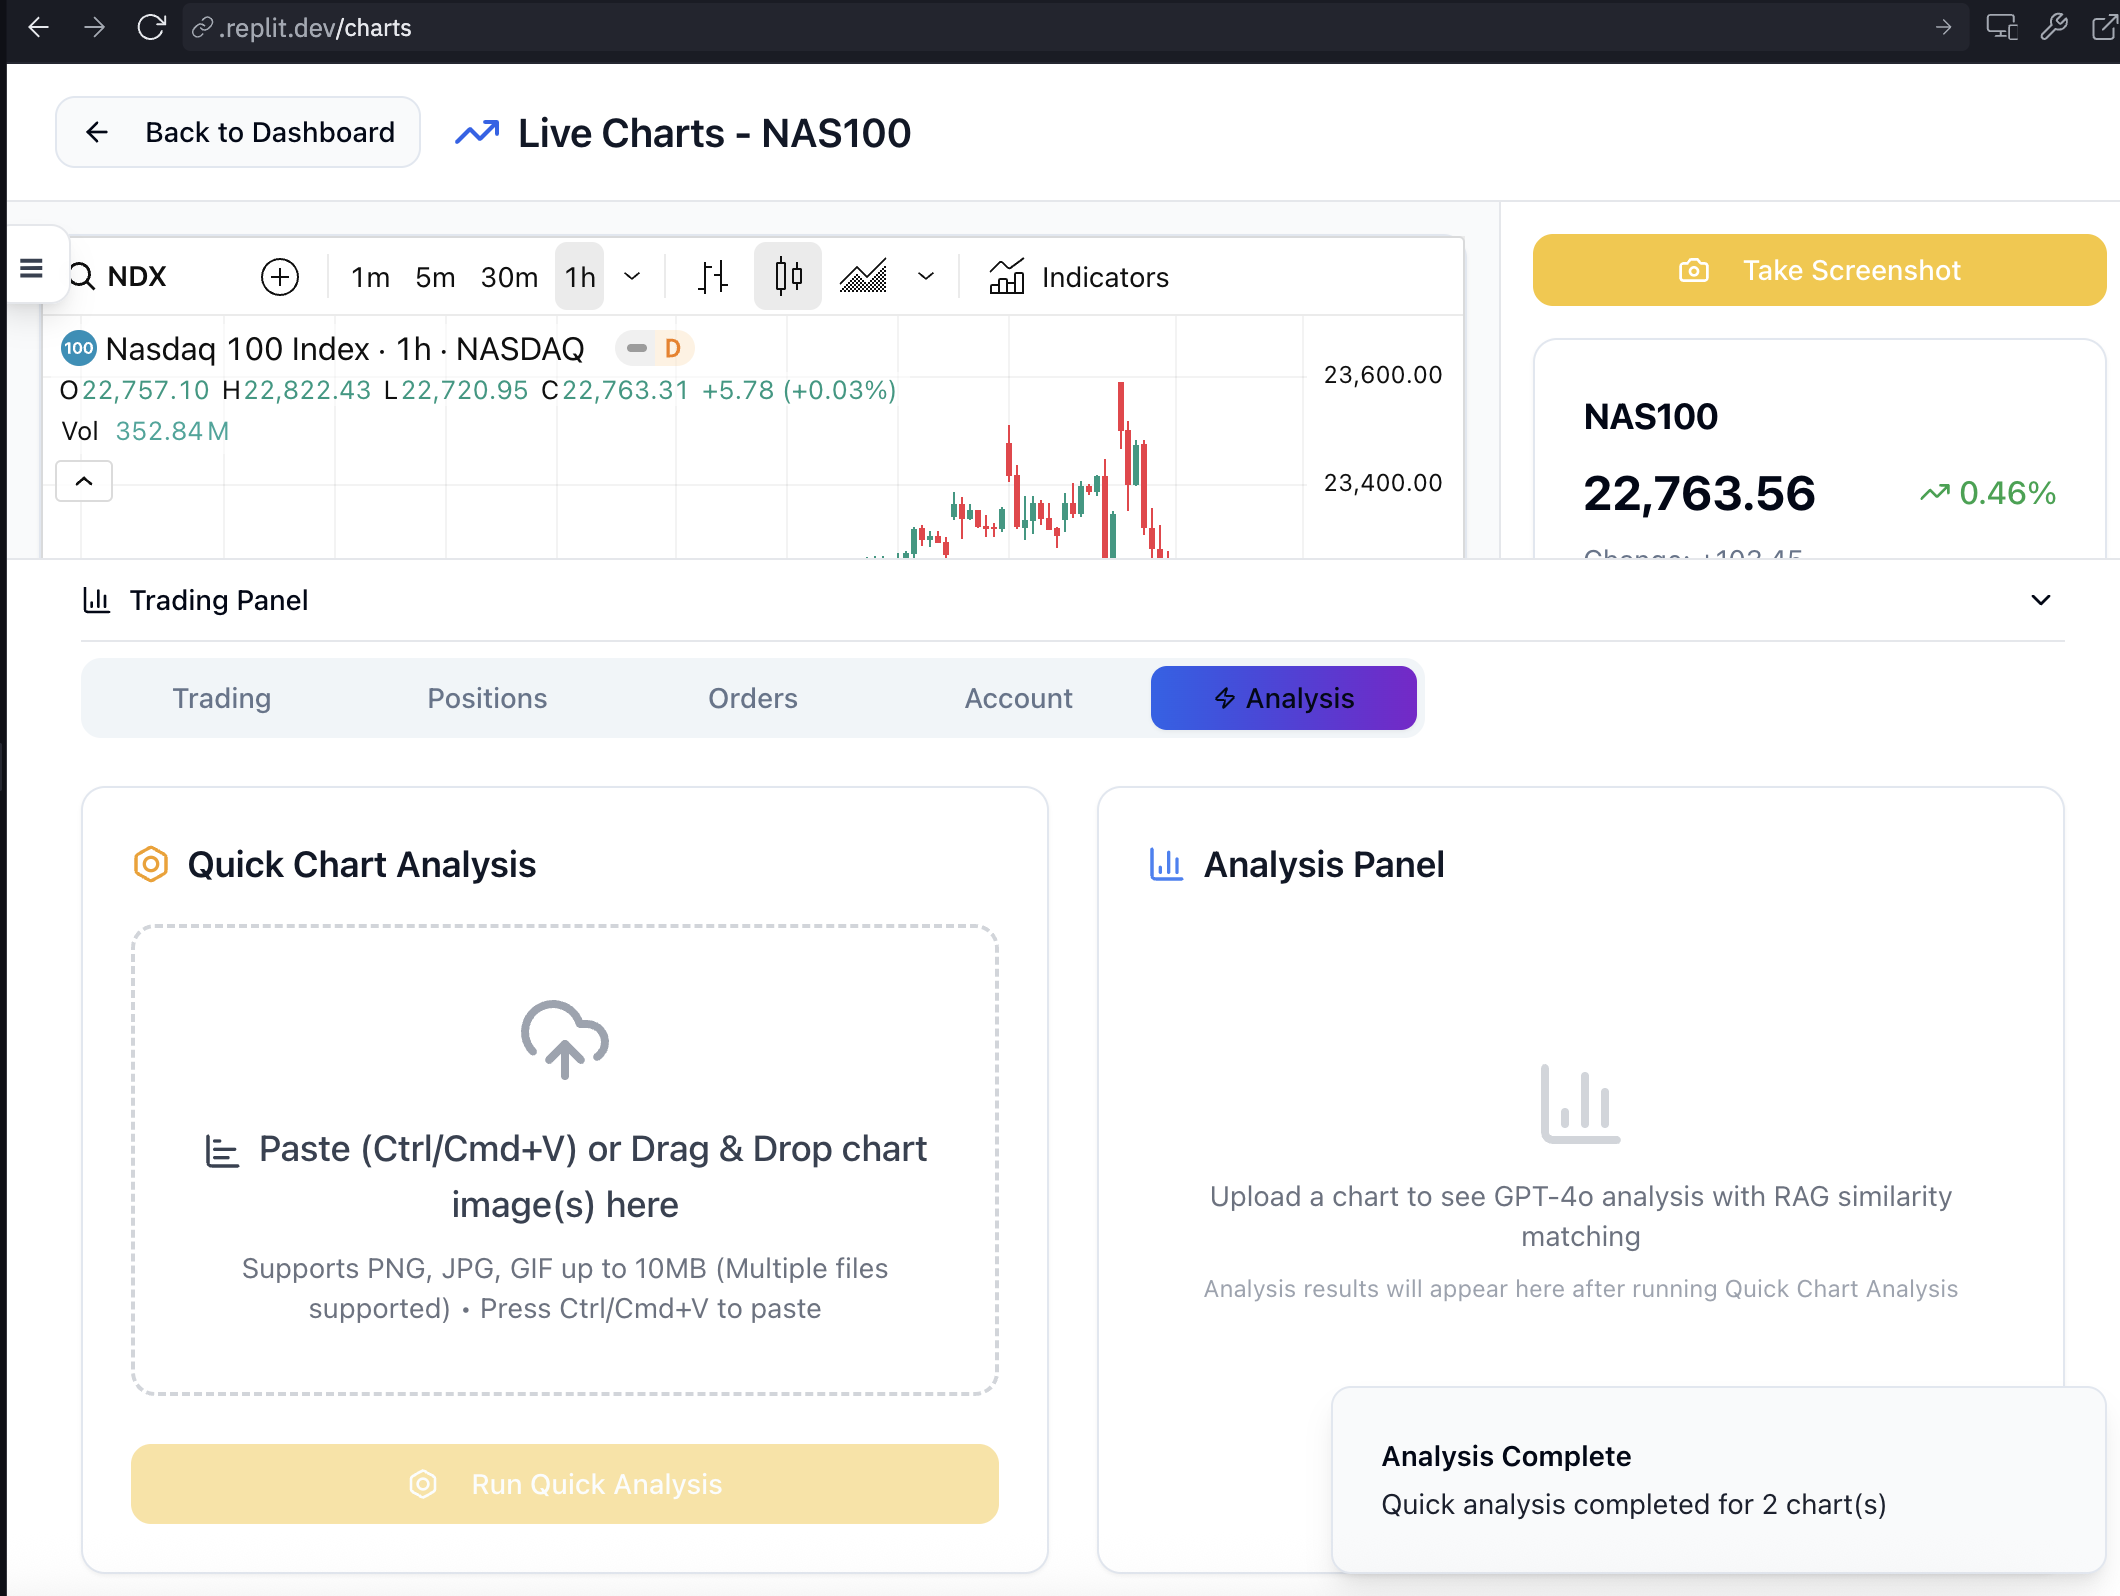 .replit.dev/charts
Back to Dashboard
Live Charts - NAS100
NDX
1m 5m 30m 1h
Indicators
Take Screenshot
100 Nasdaq 100 Index · 1h · NASDAQ D
O22,757.10 H22,822.43 L22,720.95 C22,763.31 +5.78 (+0.03%)
Vol 352.84M
23,600.00
23,400.00
NAS100
22,763.56 0.46%
Change: +103.45
Trading Panel
Trading Positions Orders Account Analysis
Quick Chart Analysis
Paste (Ctrl/Cmd+V) or Drag & Drop chart
image(s) here
Supports PNG, JPG, GIF up to 10MB (Multiple files
supported) • Press Ctrl/Cmd+V to paste
Run Quick Analysis
Analysis Panel
Upload a chart to see GPT-4o analysis with RAG similarity
matching
Analysis results will appear here after running Quick Chart Analysis
Analysis Complete
Quick analysis completed for 2 chart(s)